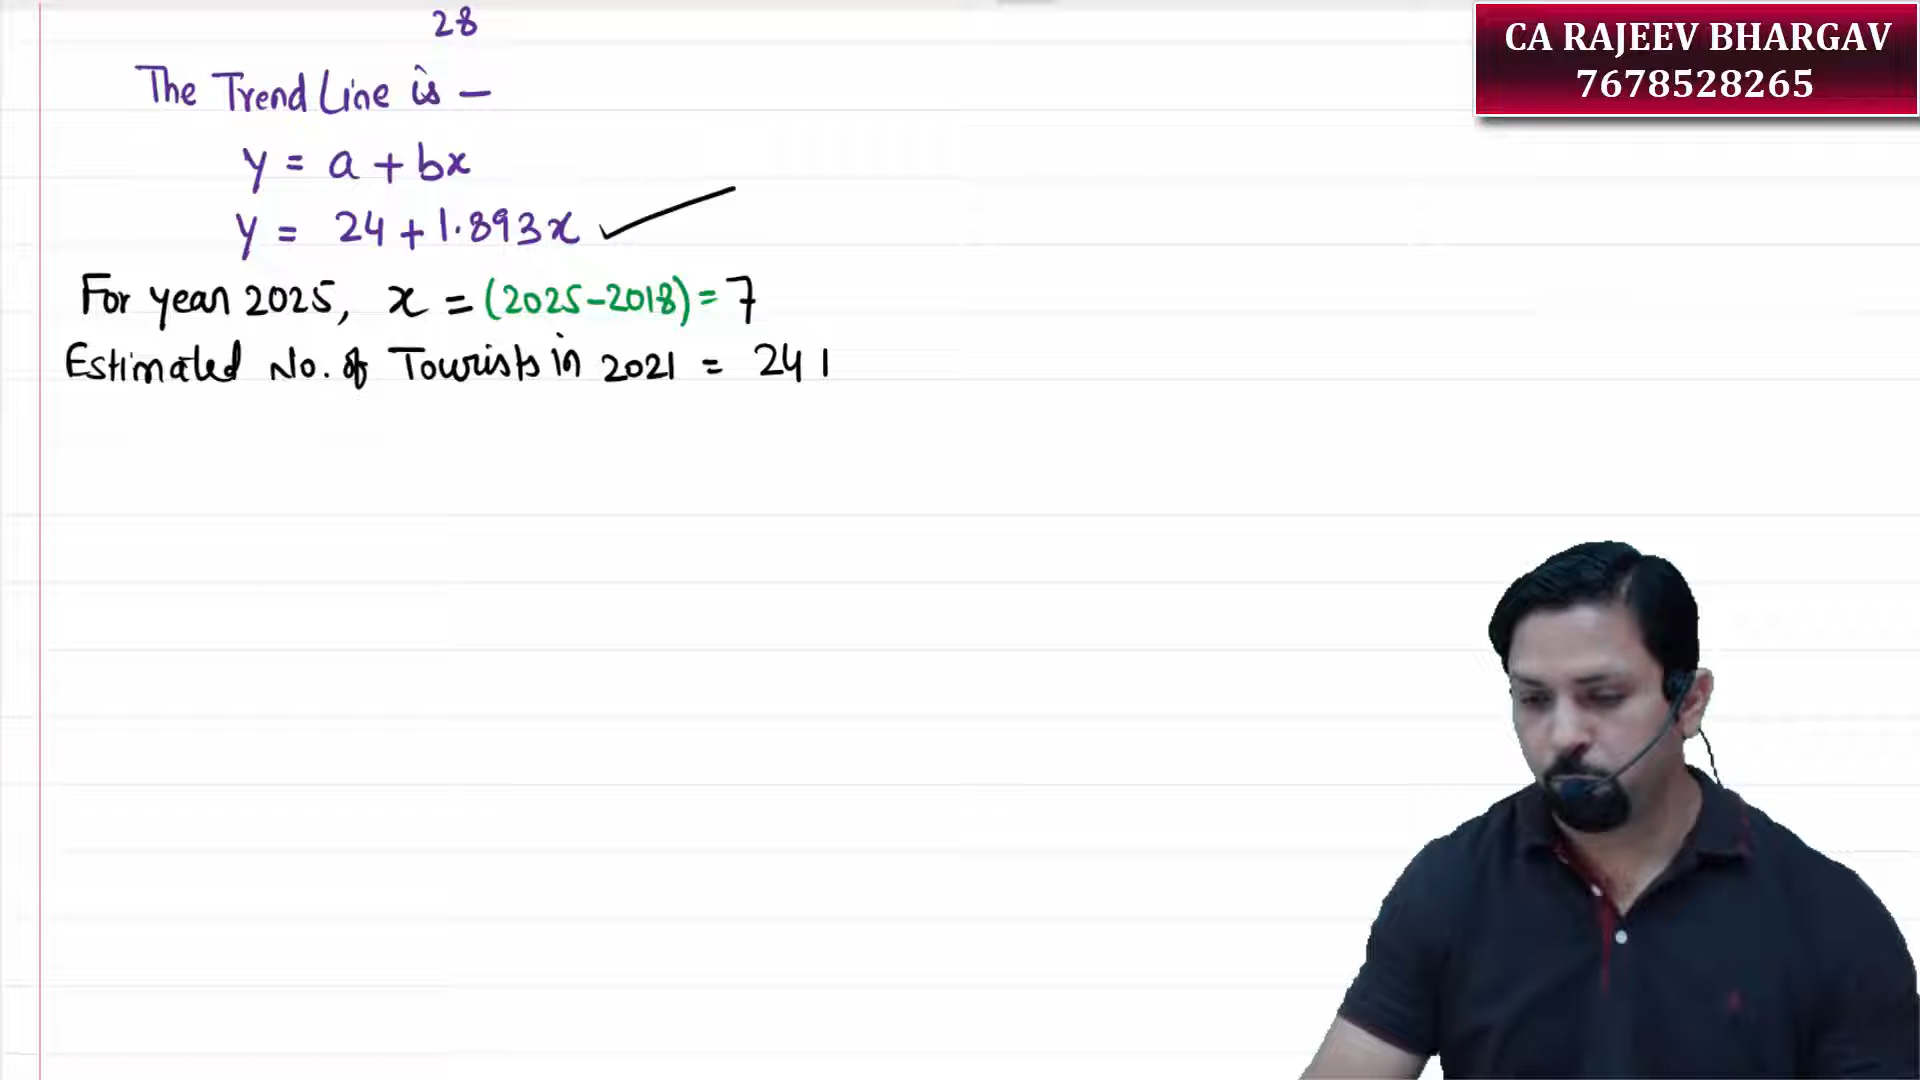 28
CA RAJEEV BHARGAV
7678528265
The Trend Line is —
y = a + bx
y = 24 + 1.893x
For year 2025, x = (2025-2018) = 7
Estimated No. of Tourists in 2021 = 24 1